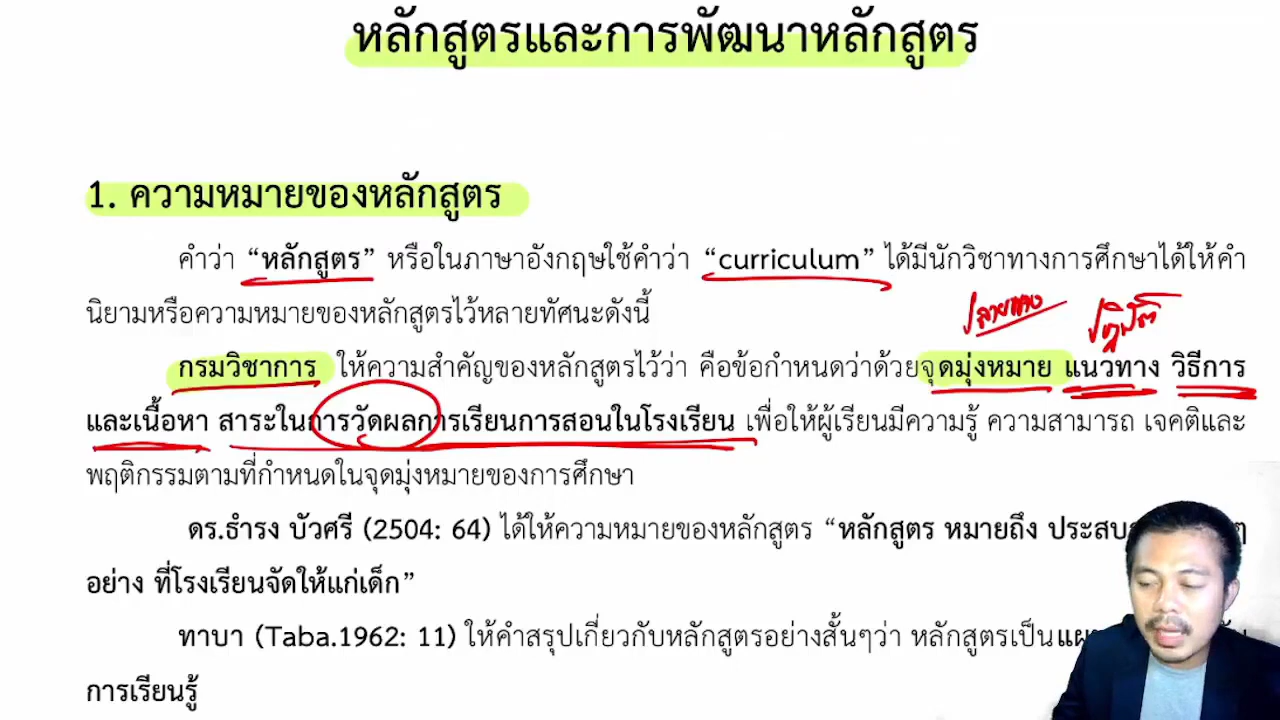 หลักสูตรและการพัฒนาหลักสูตร
1. ความหมายของหลักสูตร
คำว่า “หลักสูตร” หรือในภาษาอังกฤษใช้คำว่า “curriculum” ได้มีนักวิชาทางการศึกษาได้ให้คำ
นิยามหรือความหมายของหลักสูตรไว้หลายทัศนะดังนี้
ปลายทาง ปฏิบัติ
กรมวิชาการ ให้ความสำคัญของหลักสูตรไว้ว่า คือข้อกำหนดว่าด้วยจุดมุ่งหมาย แนวทาง วิธีการ
และเนื้อหา สาระในการวัดผลการเรียนการสอนในโรงเรียน เพื่อให้ผู้เรียนมีความรู้ ความสามารถ เจคติและ
พฤติกรรมตามที่กำหนดในจุดมุ่งหมายของการศึกษา
ดร.ธำรง บัวศรี (2504: 64) ได้ให้ความหมายของหลักสูตร “หลักสูตร หมายถึง
อย่าง ที่โรงเรียนจัดให้แก่เด็ก”
ทาบา (Taba.1962: 11) ให้คำสรุปเกี่ยวกับหลักสูตรอย่างสั้นๆว่า หลักสูตรเป็น
การเรียนรู้